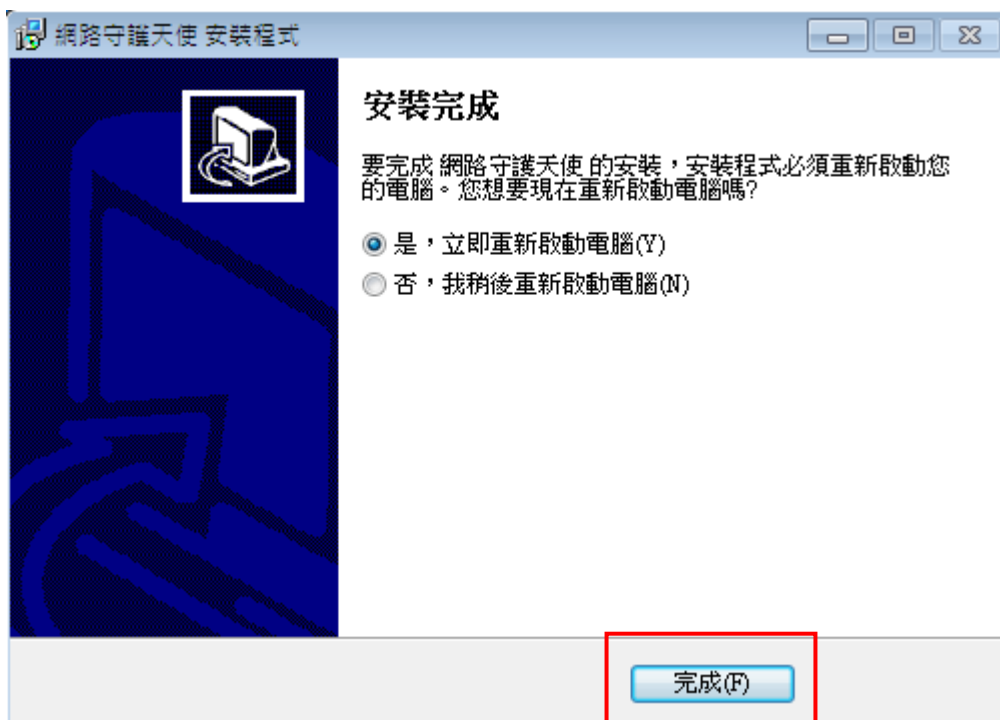 網路守護天使 安裝程式
安裝完成
要完成 網路守護天使 的安裝，安裝程式必須重新啟動您
的電腦。您想要現在重新啟動電腦嗎?
是，立即重新啟動電腦(Y)
否，我稍後重新啟動電腦(N)
完成(F)